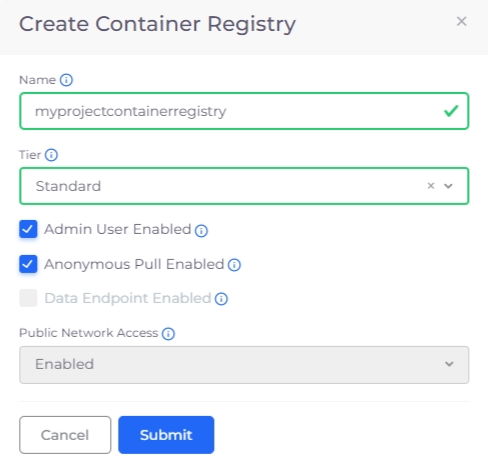 Create Container Registry
Name
myprojectcontainerregistry
Tier
Standard
Admin User Enabled
Anonymous Pull Enabled
Data Endpoint Enabled
Public Network Access
Enabled
Cancel Submit